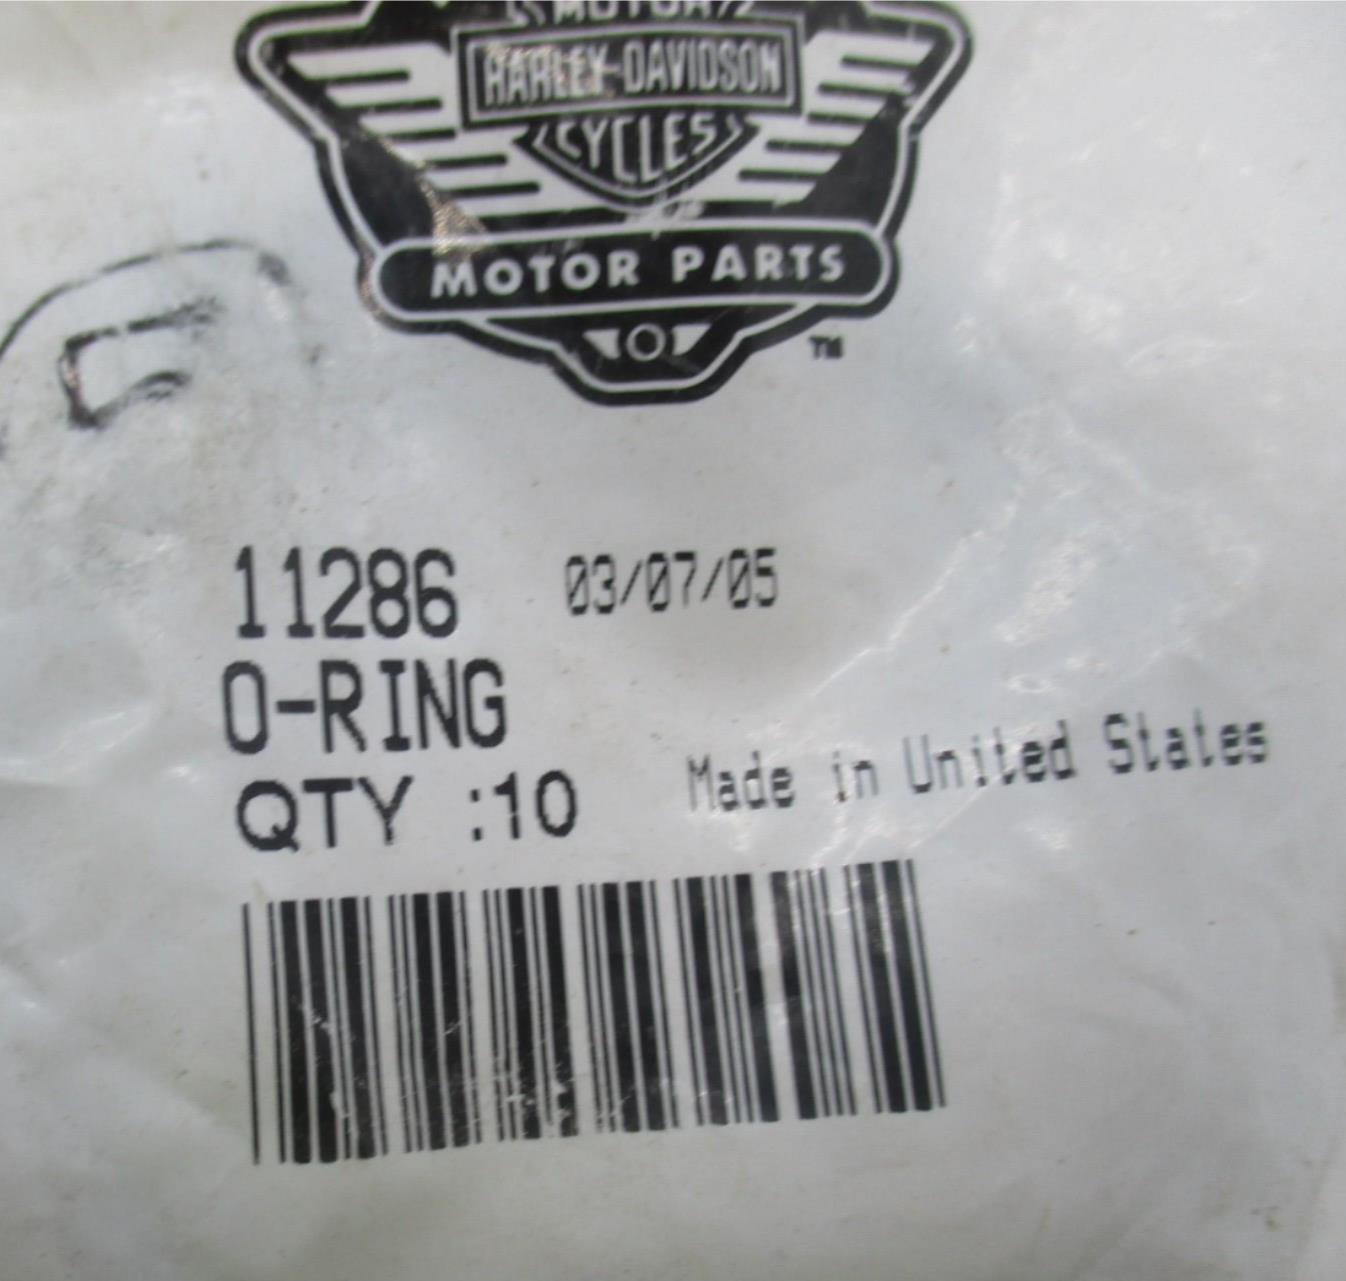 MOTOR
HARLEY-DAVIDSON
CYCLES
MOTOR PARTS
TM
11286 03/07/05
O-RING
QTY :10 Made in United States